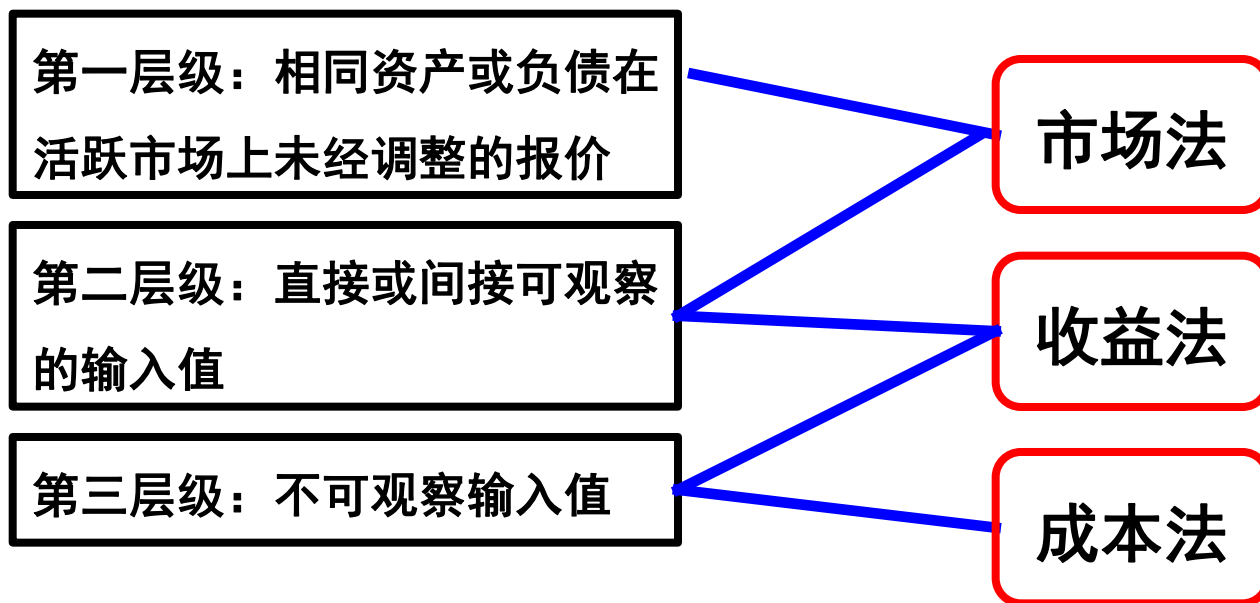 第一层级：相同资产或负债在
活跃市场上未经调整的报价
市场法
第二层级：直接或间接可观察
的输入值
收益法
第三层级：不可观察输入值
成本法